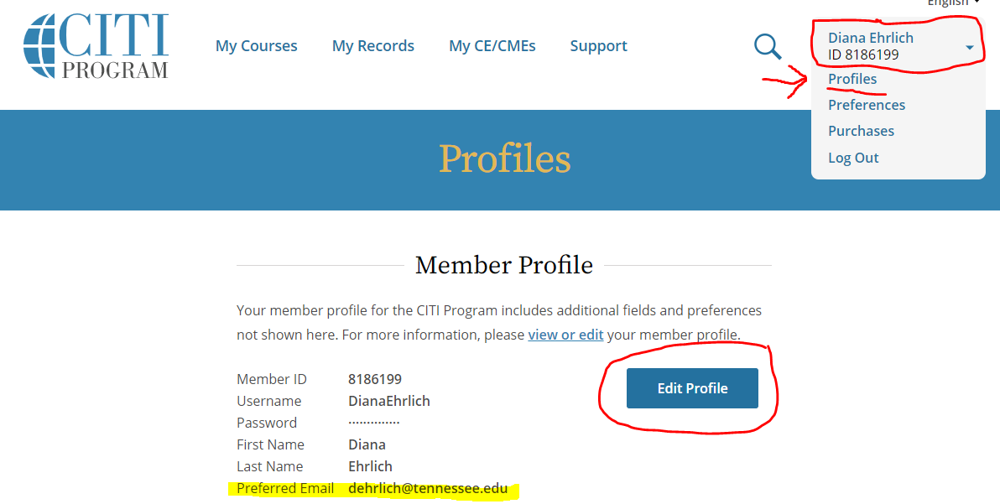 English
CITI
PROGRAM
My Courses
My Records
My CE/CMEs
Support
Diana Ehrlich
ID 8186199
Profiles
Preferences
Purchases
Log Out
Profiles
Member Profile
Your member profile for the CITI Program includes additional fields and preferences
not shown here. For more information, please view or edit your member profile.
Member ID 8186199
Username DianaEhrlich
Password ··············
First Name Diana
Last Name Ehrlich
Preferred Email dehrlich@tennessee.edu
Edit Profile